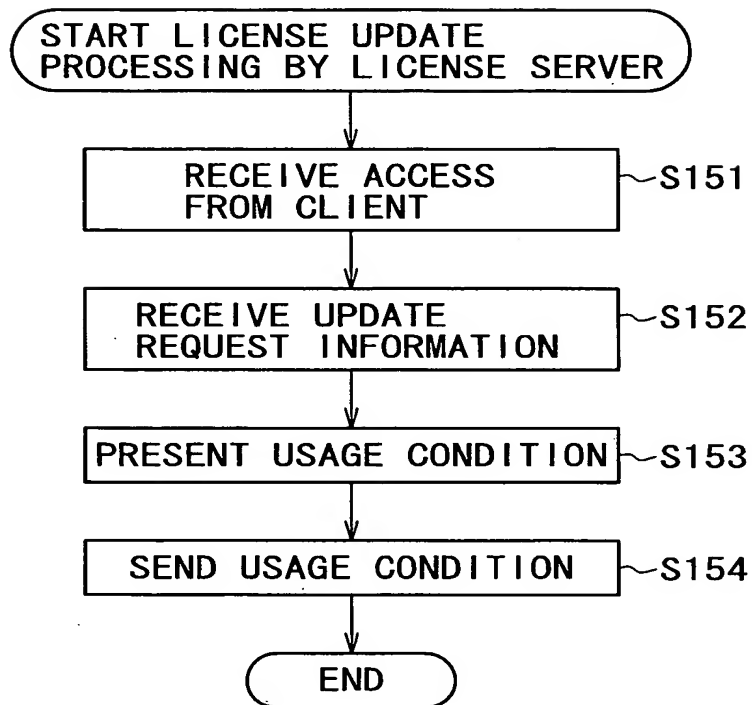 START LICENSE UPDATE
PROCESSING BY LICENSE SERVER
RECEIVE ACCESS
FROM CLIENT
S151
RECEIVE UPDATE
REQUEST INFORMATION
S152
PRESENT USAGE CONDITION
S153
SEND USAGE CONDITION
S154
END